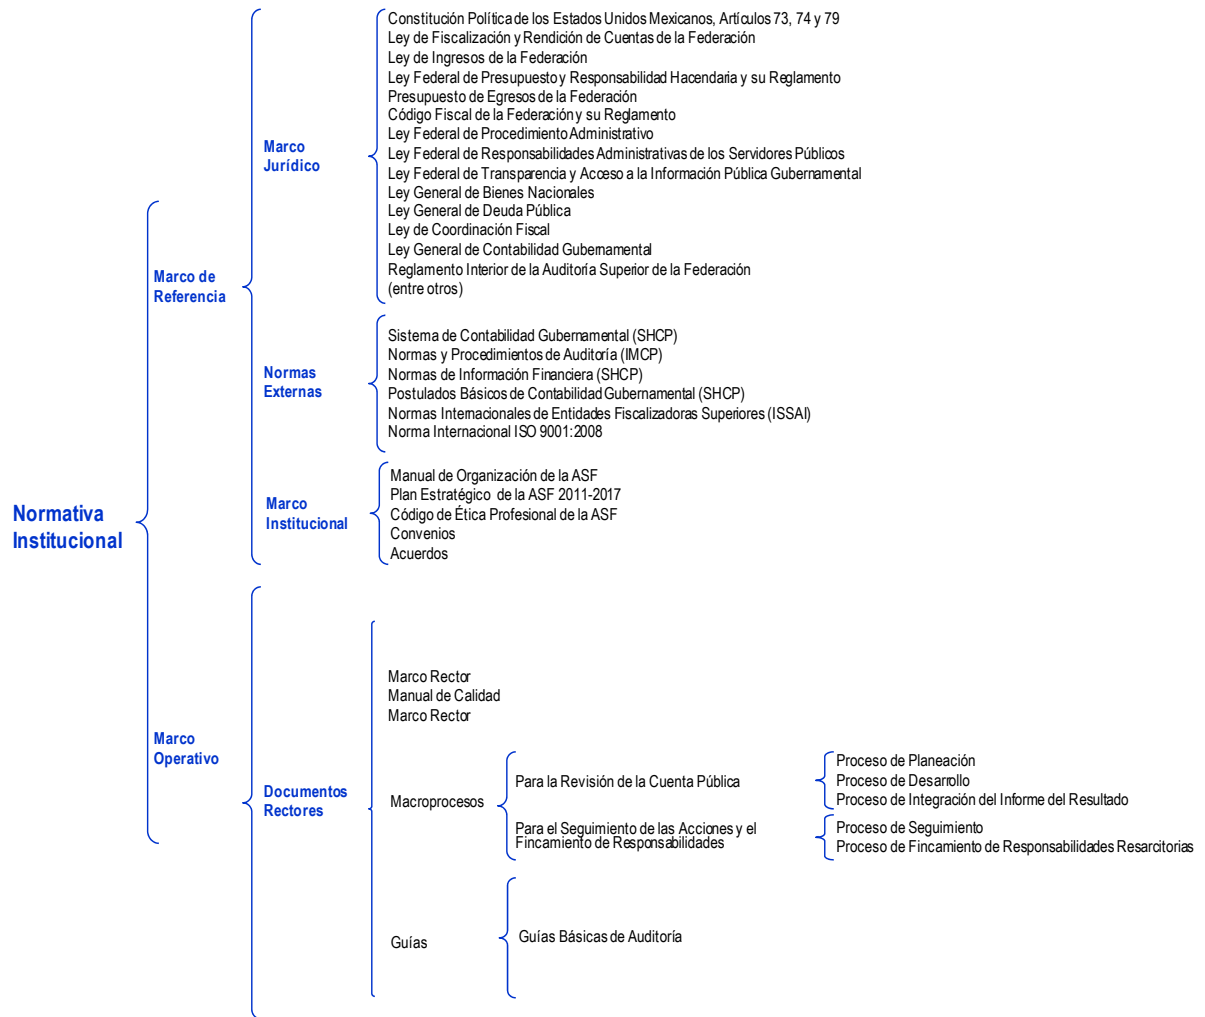 Normativa
Institucional
Marco de
Referencia
Marco
Jurídico
Constitución Política de los Estados Unidos Mexicanos, Artículos 73, 74 y 79
Ley de Fiscalización y Rendición de Cuentas de la Federación
Ley de Ingresos de la Federación
Ley Federal de Presupuesto y Responsabilidad Hacendaria y su Reglamento
Presupuesto de Egresos de la Federación
Código Fiscal de la Federación y su Reglamento
Ley Federal de Procedimiento Administrativo
Ley Federal de Responsabilidades Administrativas de los Servidores Públicos
Ley Federal de Transparencia y Acceso a la Información Pública Gubernamental
Ley General de Bienes Nacionales
Ley General de Deuda Pública
Ley de Coordinación Fiscal
Ley General de Contabilidad Gubernamental
Reglamento Interior de la Auditoría Superior de la Federación
(entre otros)
Normas
Externas
Sistema de Contabilidad Gubernamental (SHCP)
Normas y Procedimientos de Auditoría (IMCP)
Normas de Información Financiera (SHCP)
Postulados Básicos de Contabilidad Gubernamental (SHCP)
Normas Internacionales de Entidades Fiscalizadoras Superiores (ISSAI)
Norma Internacional ISO 9001:2008
Marco
Institucional
Manual de Organización de la ASF
Plan Estratégico de la ASF 2011-2017
Código de Ética Profesional de la ASF
Convenios
Acuerdos
Marco
Operativo
Documentos
Rectores
Marco Rector
Manual de Calidad
Marco Rector
Macroprocesos
Para la Revisión de la Cuenta Pública
Proceso de Planeación
Proceso de Desarrollo
Proceso de Integración del Informe del Resultado
Para el Seguimiento de las Acciones y el
Fincamiento de Responsabilidades
Proceso de Seguimiento
Proceso de Fincamiento de Responsabilidades Resarcitorias
Guías
Guías Básicas de Auditoría